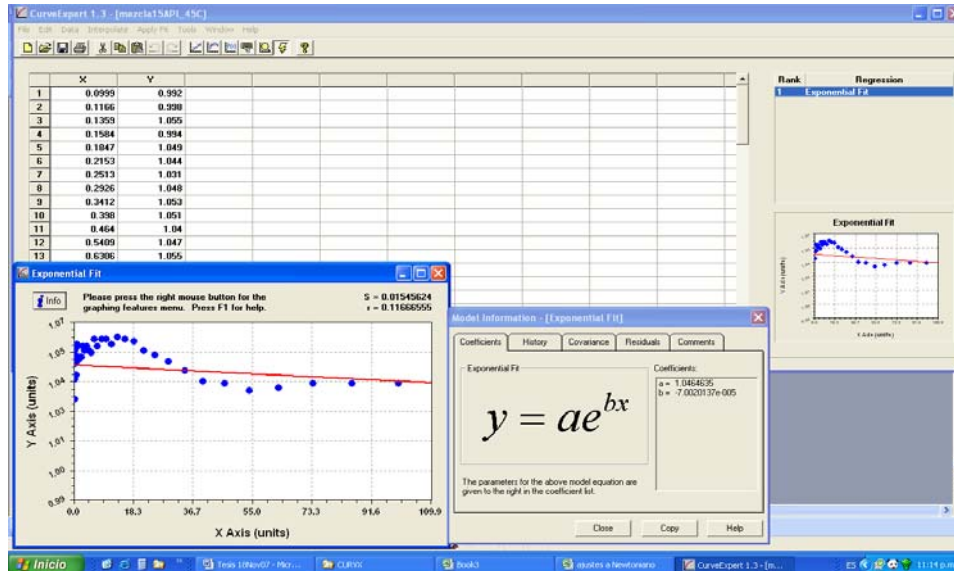 CurveExpert 1.3 - [mezcla15API_45C]
File Edit Data Interpolate Apply Fit Tools Window Help
X Y
1 0.0999 0.992
2 0.1166 0.998
3 0.1359 1.055
4 0.1584 0.994
5 0.1847 1.049
6 0.2153 1.044
7 0.2513 1.031
8 0.2926 1.048
9 0.3412 1.053
10 0.398 1.051
11 0.464 1.04
12 0.5409 1.047
13 0.6306 1.055
Rank Regression
1 Exponential Fit
Exponential Fit
X Axis (units)
Exponential Fit
Info
Please press the right mouse button for the
graphing features menu. Press F1 for help.
S = 0.01545624
r = 0.11666555
Y Axis (units)
1.07
1.05
1.04
1.03
1.01
1.00
0.99
0.0 18.3 36.7 55.0 73.3 91.6 109.9
X Axis (units)
Model Information - [Exponential Fit]
Coefficients History Covariance Residuals Comments
Exponential Fit
y = ae^bx
Coefficients:
a = 1.0464635
b = -7.0020137e-005
The parameters for the above model equation are
given to the right in the coefficient list.
Close Copy Help
Inicio
Tesis 18Nov07 - Micr...
CURVX
Book3
ajustes a Newtoniano
CurveExpert 1.3 - [m...
ES
11:14 p.m.